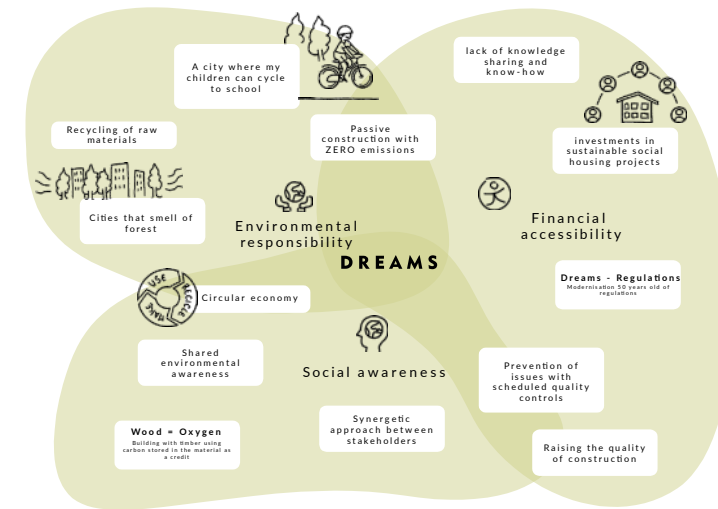 A city where my
children can cycle
to school
lack of knowledge
sharing and
know-how
Recycling of raw
materials
Passive
construction with
ZERO emissions
investments in
sustainable social
housing projects
Cities that smell of
forest
Environmental
responsibility
Financial
accessibility
DREAMS
Dreams - Regulations
Modernisation 50 years old of
regulations
USE
RECICLE
MAKE
Circular economy
Shared
environmental
awareness
Social awareness
Prevention of
issues with
scheduled quality
controls
Wood = Oxygen
Building with timber using
carbon stored in the material as
a credit
Synergetic
approach between
stakeholders
Raising the quality
of construction